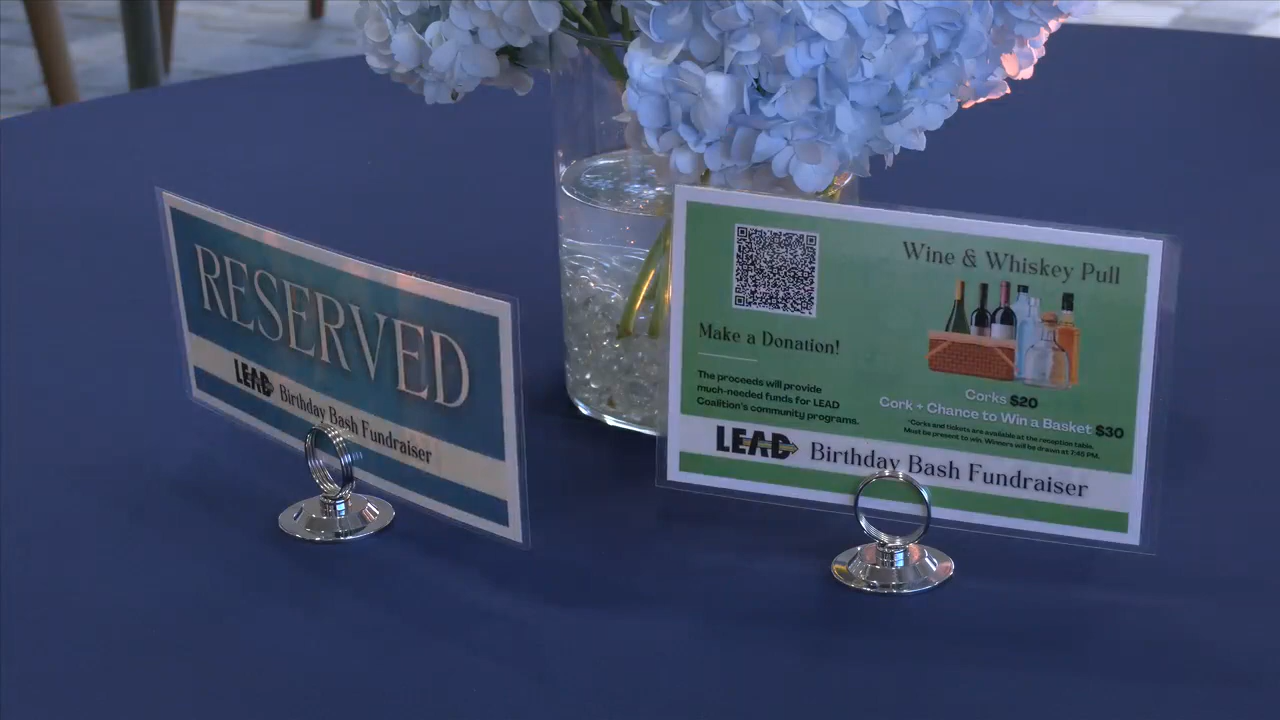 RESERVED
LEAD Birthday Bash Fundraiser
Wine & Whiskey Pull
Make a Donation!
The proceeds will provide
much-needed funds for LEAD
Coalition's community programs.
Corks $20
Cork + Chance to Win a Basket $30
*Corks and tickets are available at the reception table.
Must be present to win. Winners will be drawn at 7:45 PM.
LEAD Birthday Bash Fundraiser